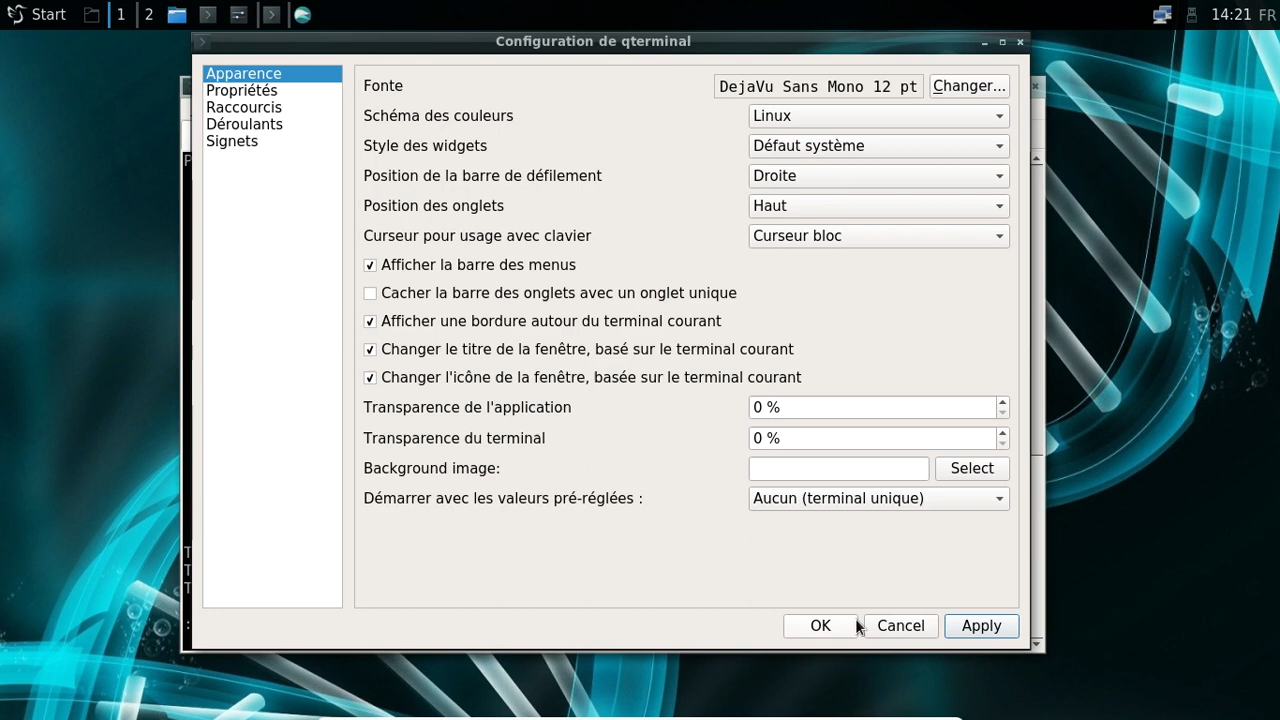 Start 1 2 14:21 FR
Configuration de qterminal
Apparence
Propriétés
Raccourcis
Déroulants
Signets
Fonte DejaVu Sans Mono 12 pt Changer...
Schéma des couleurs Linux
Style des widgets Défaut système
Position de la barre de défilement Droite
Position des onglets Haut
Curseur pour usage avec clavier Curseur bloc
Afficher la barre des menus
Cacher la barre des onglets avec un onglet unique
Afficher une bordure autour du terminal courant
Changer le titre de la fenêtre, basé sur le terminal courant
Changer l'icône de la fenêtre, basée sur le terminal courant
Transparence de l'application 0 %
Transparence du terminal 0 %
Background image: Select
Démarrer avec les valeurs pré-réglées : Aucun (terminal unique)
OK Cancel Apply